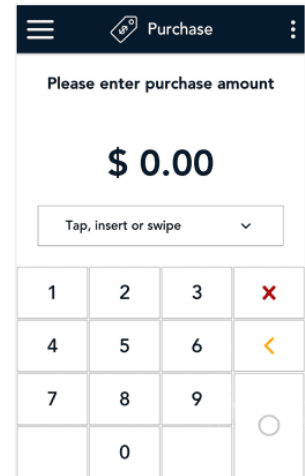 Purchase
Please enter purchase amount
$ 0.00
Tap, insert or swipe
1 2 3
4 5 6
7 8 9
0